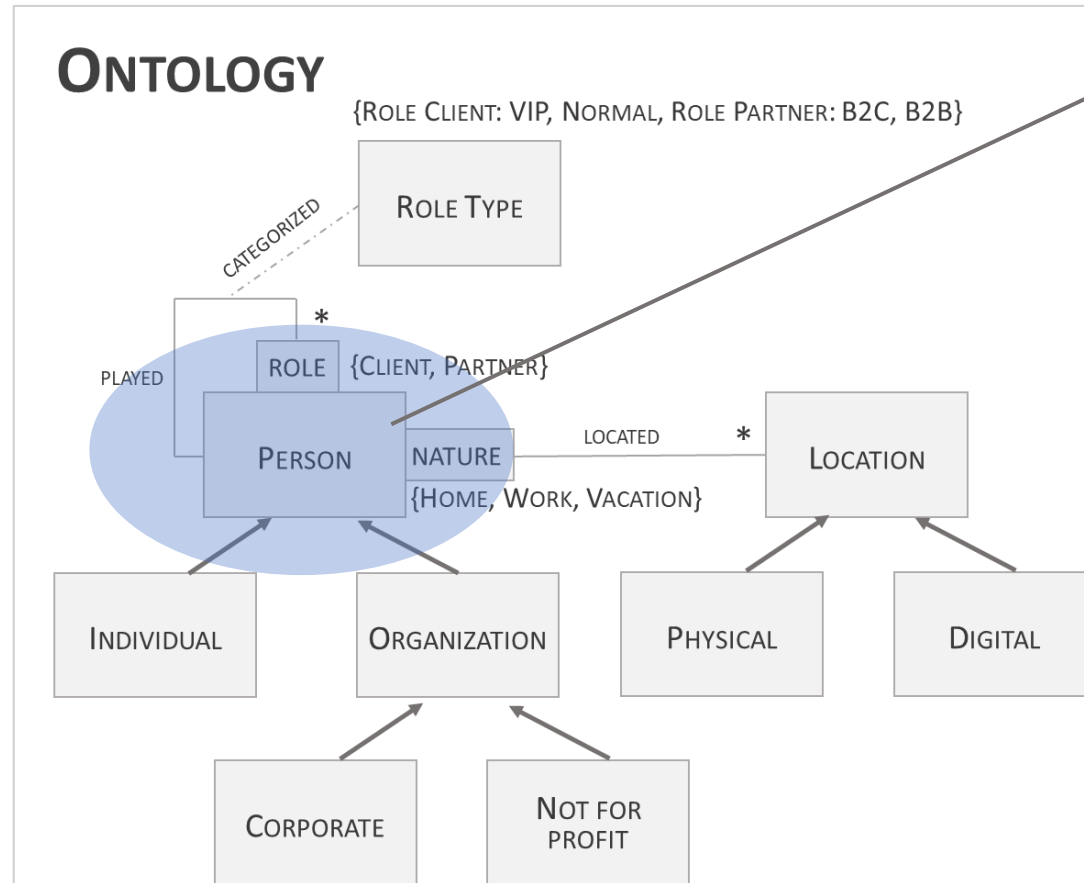 ONTOLOGY
{ROLE CLIENT: VIP, NORMAL, ROLE PARTNER: B2C, B2B}
ROLE TYPE
CATEGORIZED
*
ROLE
{CLIENT, PARTNER}
PLAYED
PERSON
NATURE
LOCATED
*
LOCATION
{HOME, WORK, VACATION}
INDIVIDUAL
ORGANIZATION
PHYSICAL
DIGITAL
CORPORATE
NOT FOR
PROFIT